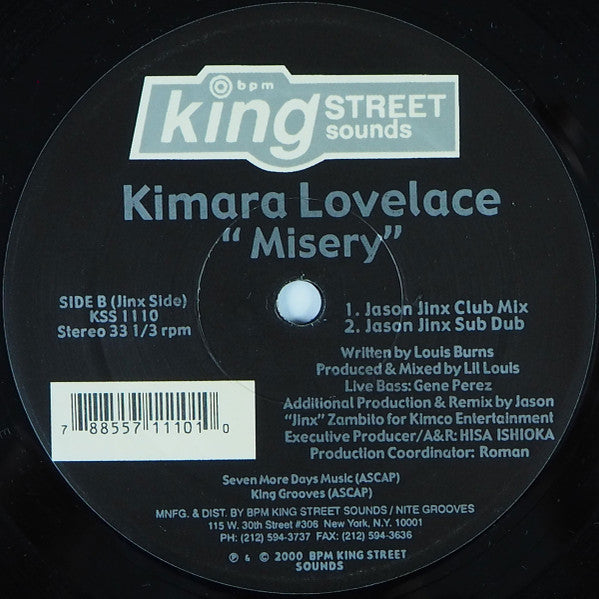 bpm
king STREET
sounds
Kimara Lovelace
“ Misery”
SIDE B (Jinx Side)
KSS 1110
Stereo 33 1/3 rpm
1. Jason Jinx Club Mix
2. Jason Jinx Sub Dub
Written by Louis Burns
Produced & Mixed by Lil Louis
Live Bass: Gene Perez
Additional Production & Remix by Jason
“Jinx” Zambito for Kimco Entertainment
Executive Producer/A&R: HISA ISHIOKA
Production Coordinator: Roman
7 88557 11101 0
Seven More Days Music (ASCAP)
King Grooves (ASCAP)
MNFG. & DIST. BY BPM KING STREET SOUNDS / NITE GROOVES
115 W. 30th Street #306 New York, N.Y. 10001
PH: (212) 594-3737 FAX: (212) 594-3636
℗ & © 2000 BPM KING STREET
SOUNDS